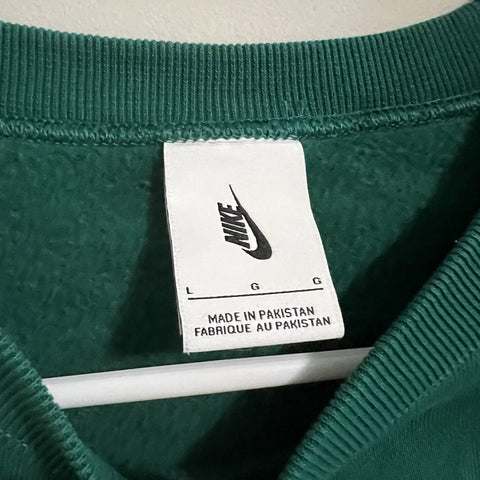 NIKE
L G G
MADE IN PAKISTAN
FABRIQUE AU PAKISTAN